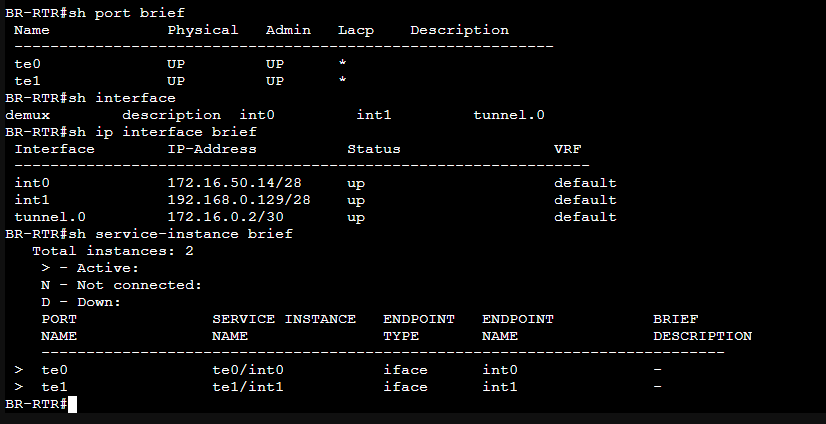 BR-RTR#sh port brief
Name Physical Admin Lacp Description
---------------------------------------------------------------
te0 UP UP *
te1 UP UP *
BR-RTR#sh interface
demux description int0 int1 tunnel.0
BR-RTR#sh ip interface brief
Interface IP-Address Status VRF
-------------------------------------------------------------------
int0 172.16.50.14/28 up default
int1 192.168.0.129/28 up default
tunnel.0 172.16.0.2/30 up default
BR-RTR#sh service-instance brief
Total instances: 2
> - Active:
N - Not connected:
D - Down:
PORT SERVICE INSTANCE ENDPOINT ENDPOINT BRIEF
NAME NAME TYPE NAME DESCRIPTION
--------------------------------------------------------------------------------
> te0 te0/int0 iface int0 -
> te1 te1/int1 iface int1 -
BR-RTR#